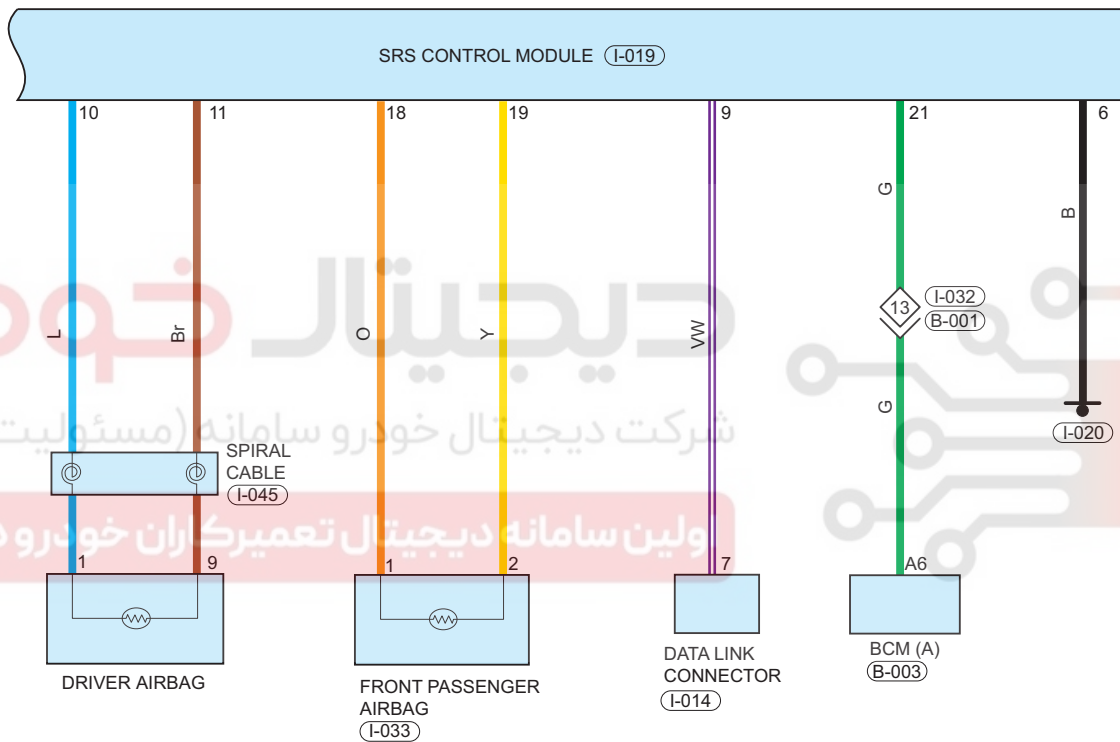 SRS CONTROL MODULE I-019
10 11 18 19 9 21 6
G
B
13 I-032
B-001
L Br O Y VW
دیجیتال خودرو
G
I-020
شرکت دیجیتال خودرو سامانه (مسئولیت
SPIRAL
CABLE
I-045
اولین سامانه دیجیتال تعمیرکاران خودرو د
1 9 1 2 7 A6
DRIVER AIRBAG
FRONT PASSENGER
AIRBAG
I-033
DATA LINK
CONNECTOR
I-014
BCM (A)
B-003